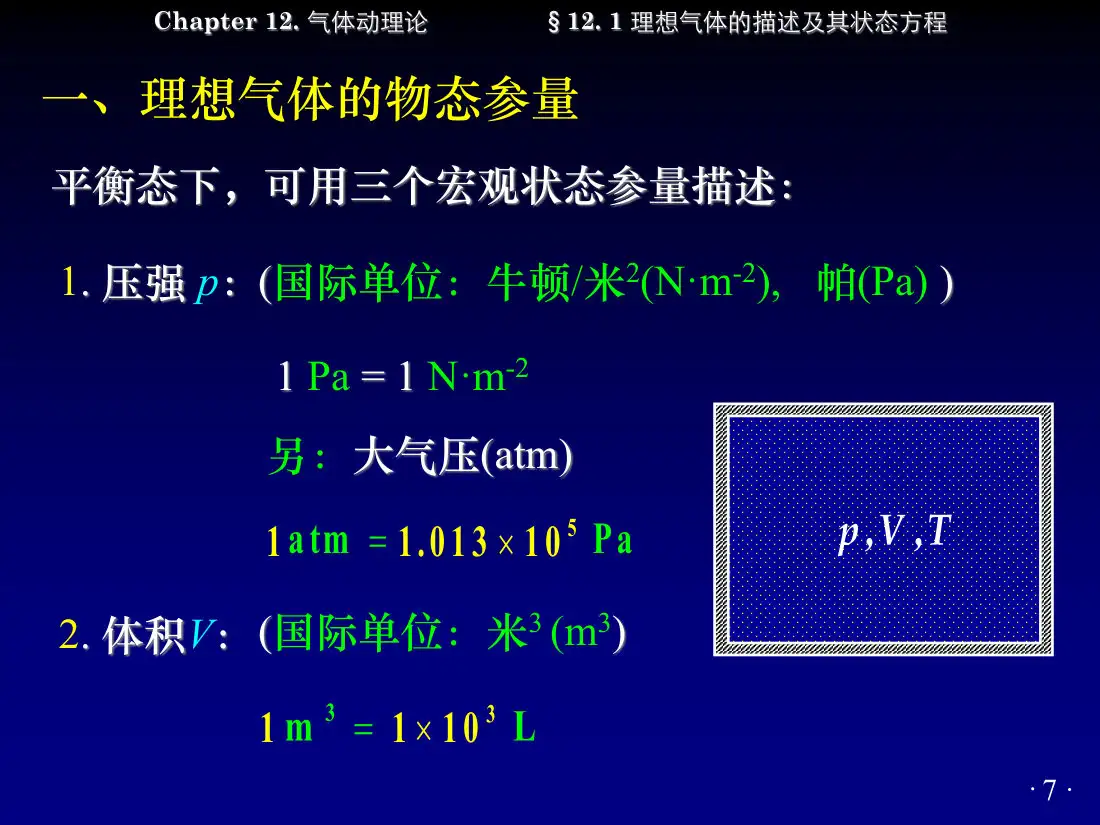 Chapter 12. 气体动理论 §12. 1 理想气体的描述及其状态方程
一、理想气体的物态参量
平衡态下，可用三个宏观状态参量描述：
1. 压强 p：(国际单位：牛顿/米²(N·m⁻²), 帕(Pa) )
1 Pa = 1 N·m⁻²
另：大气压(atm)
1atm = 1.013×10⁵ Pa
p,V ,T
2. 体积V：(国际单位：米³ (m³)
1 m³ = 1×10³ L
·7·